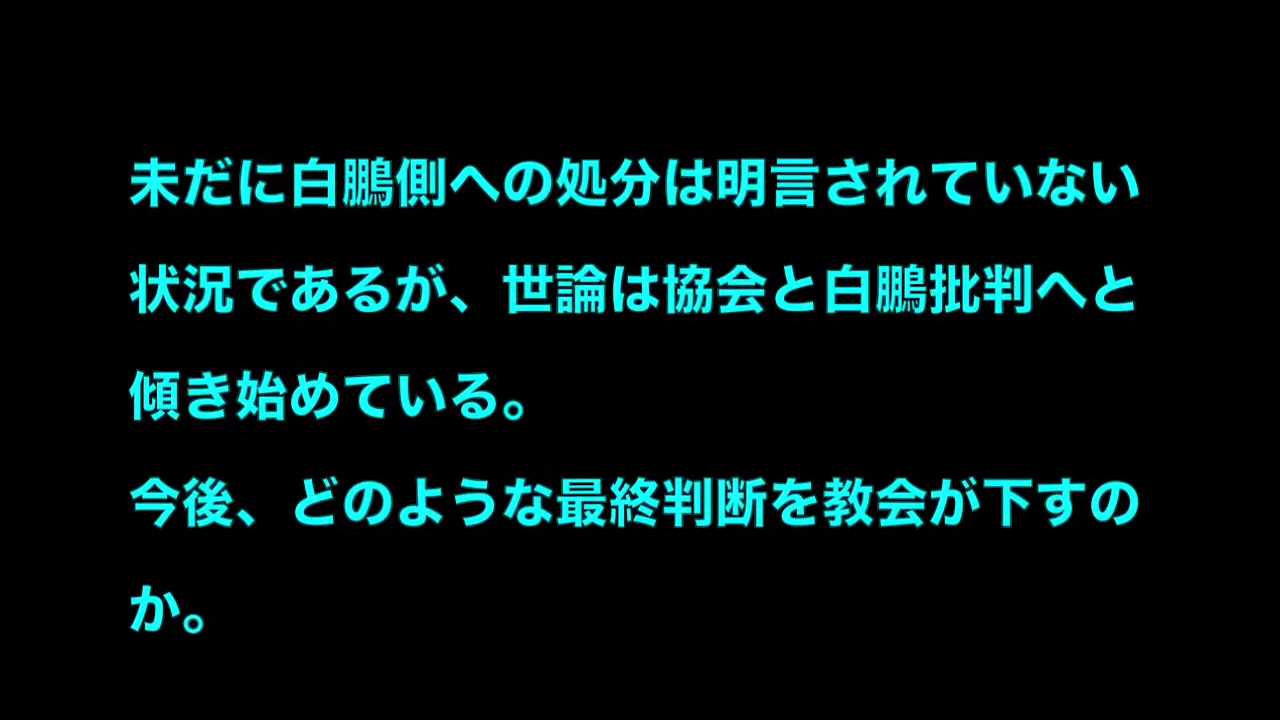 未だに白鵬側への処分は明言されていない
状況であるが、世論は協会と白鵬批判へと
傾き始めている。
今後、どのような最終判断を教会が下すの
か。